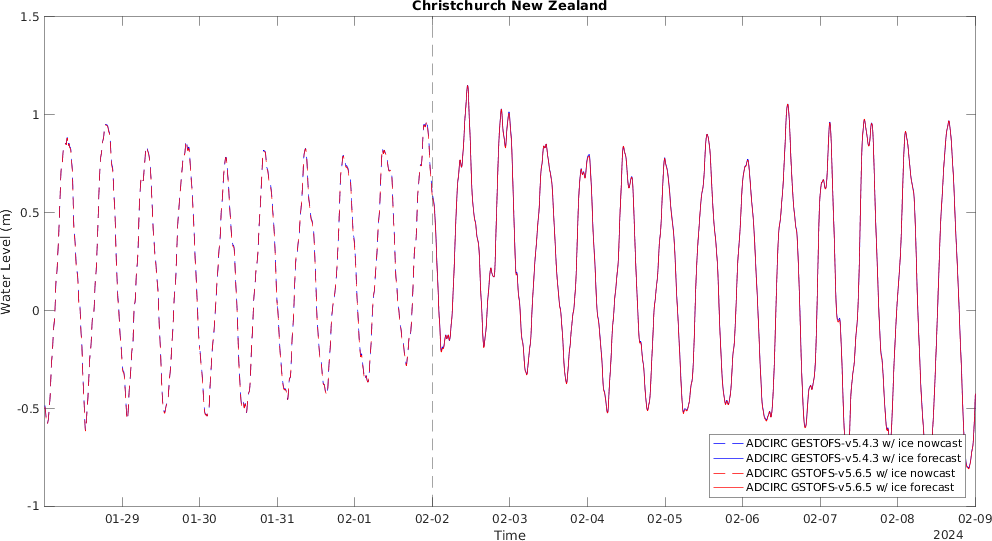 Christchurch New Zealand
1.5
1
0.5
0
-0.5
-1
Water Level (m)
01-29 01-30 01-31 02-01 02-02 02-03 02-04 02-05 02-06 02-07 02-08 02-09
Time
2024
ADCIRC GESTOFS-v5.4.3 w/ ice nowcast
ADCIRC GESTOFS-v5.4.3 w/ ice forecast
ADCIRC GSTOFS-v5.6.5 w/ ice nowcast
ADCIRC GSTOFS-v5.6.5 w/ ice forecast